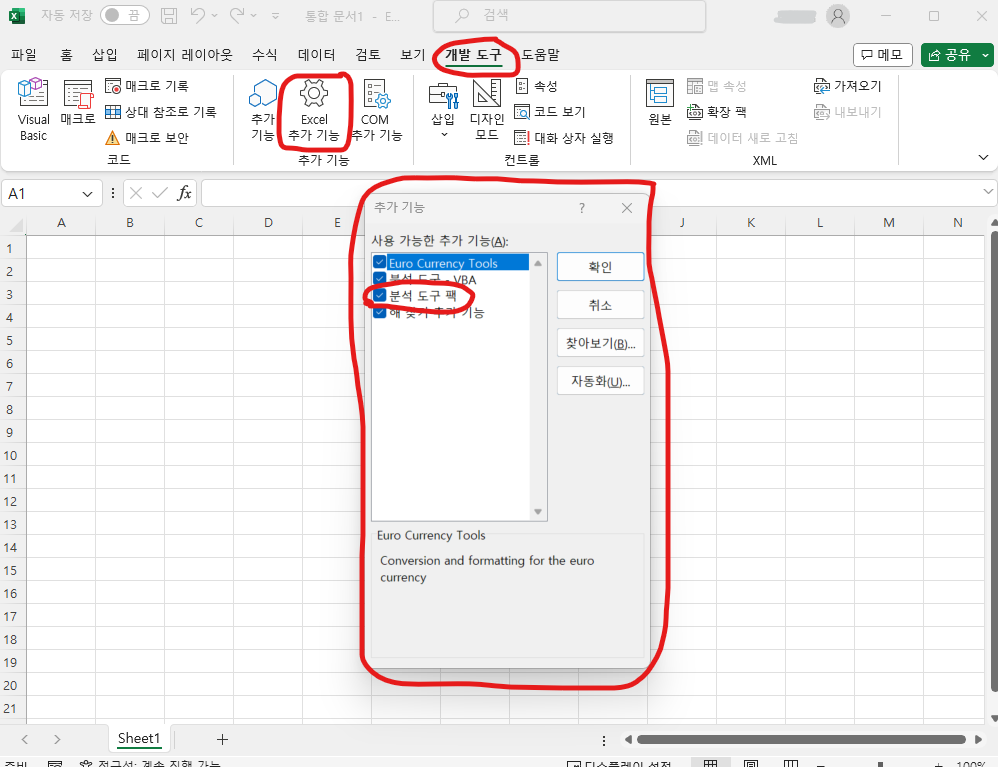 자동 저장 끔 통합 문서1 - E... 검색
파일 홈 삽입 페이지 레이아웃 수식 데이터 검토 보기 개발 도구 도움말 메모 공유
Visual Basic
매크로
매크로 기록
상대 참조로 기록
매크로 보안
코드
추가 기능
Excel 추가 기능
COM 추가 기능
추가 기능
삽입
디자인 모드
속성
코드 보기
대화 상자 실행
컨트롤
원본
맵 속성
확장 팩
데이터 새로 고침
가져오기
내보내기
XML
A1 fx
A B C D E J K L M N
1
2
3
4
5
6
7
8
9
10
11
12
13
14
15
16
17
18
19
20
21
추가 기능 ?
사용 가능한 추가 기능(A):
Euro Currency Tools
분석 도구 - VBA
분석 도구 팩
해 찾기 추가 기능
확인
취소
찾아보기(B)...
자동화(U)...
Euro Currency Tools
Conversion and formatting for the euro
currency
Sheet1
준비 접근성: 계속 진행 가능 디스플레이 설정 100%